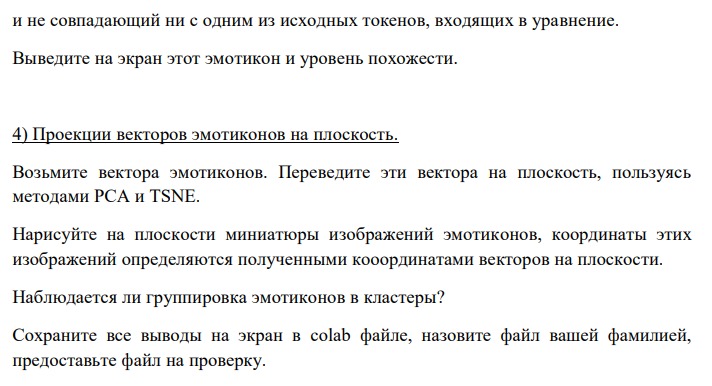 и не совпадающий ни с одним из исходных токенов, входящих в уравнение.
Выведите на экран этот эмотикон и уровень похожести.
4) Проекции векторов эмотиконов на плоскость.
Возьмите вектора эмотиконов. Переведите эти вектора на плоскость, пользуясь
методами PCA и TSNE.
Нарисуйте на плоскости миниатюры изображений эмотиконов, координаты этих
изображений определяются полученными кооординатами векторов на плоскости.
Наблюдается ли группировка эмотиконов в кластеры?
Сохраните все выводы на экран в colab файле, назовите файл вашей фамилией,
предоставьте файл на проверку.